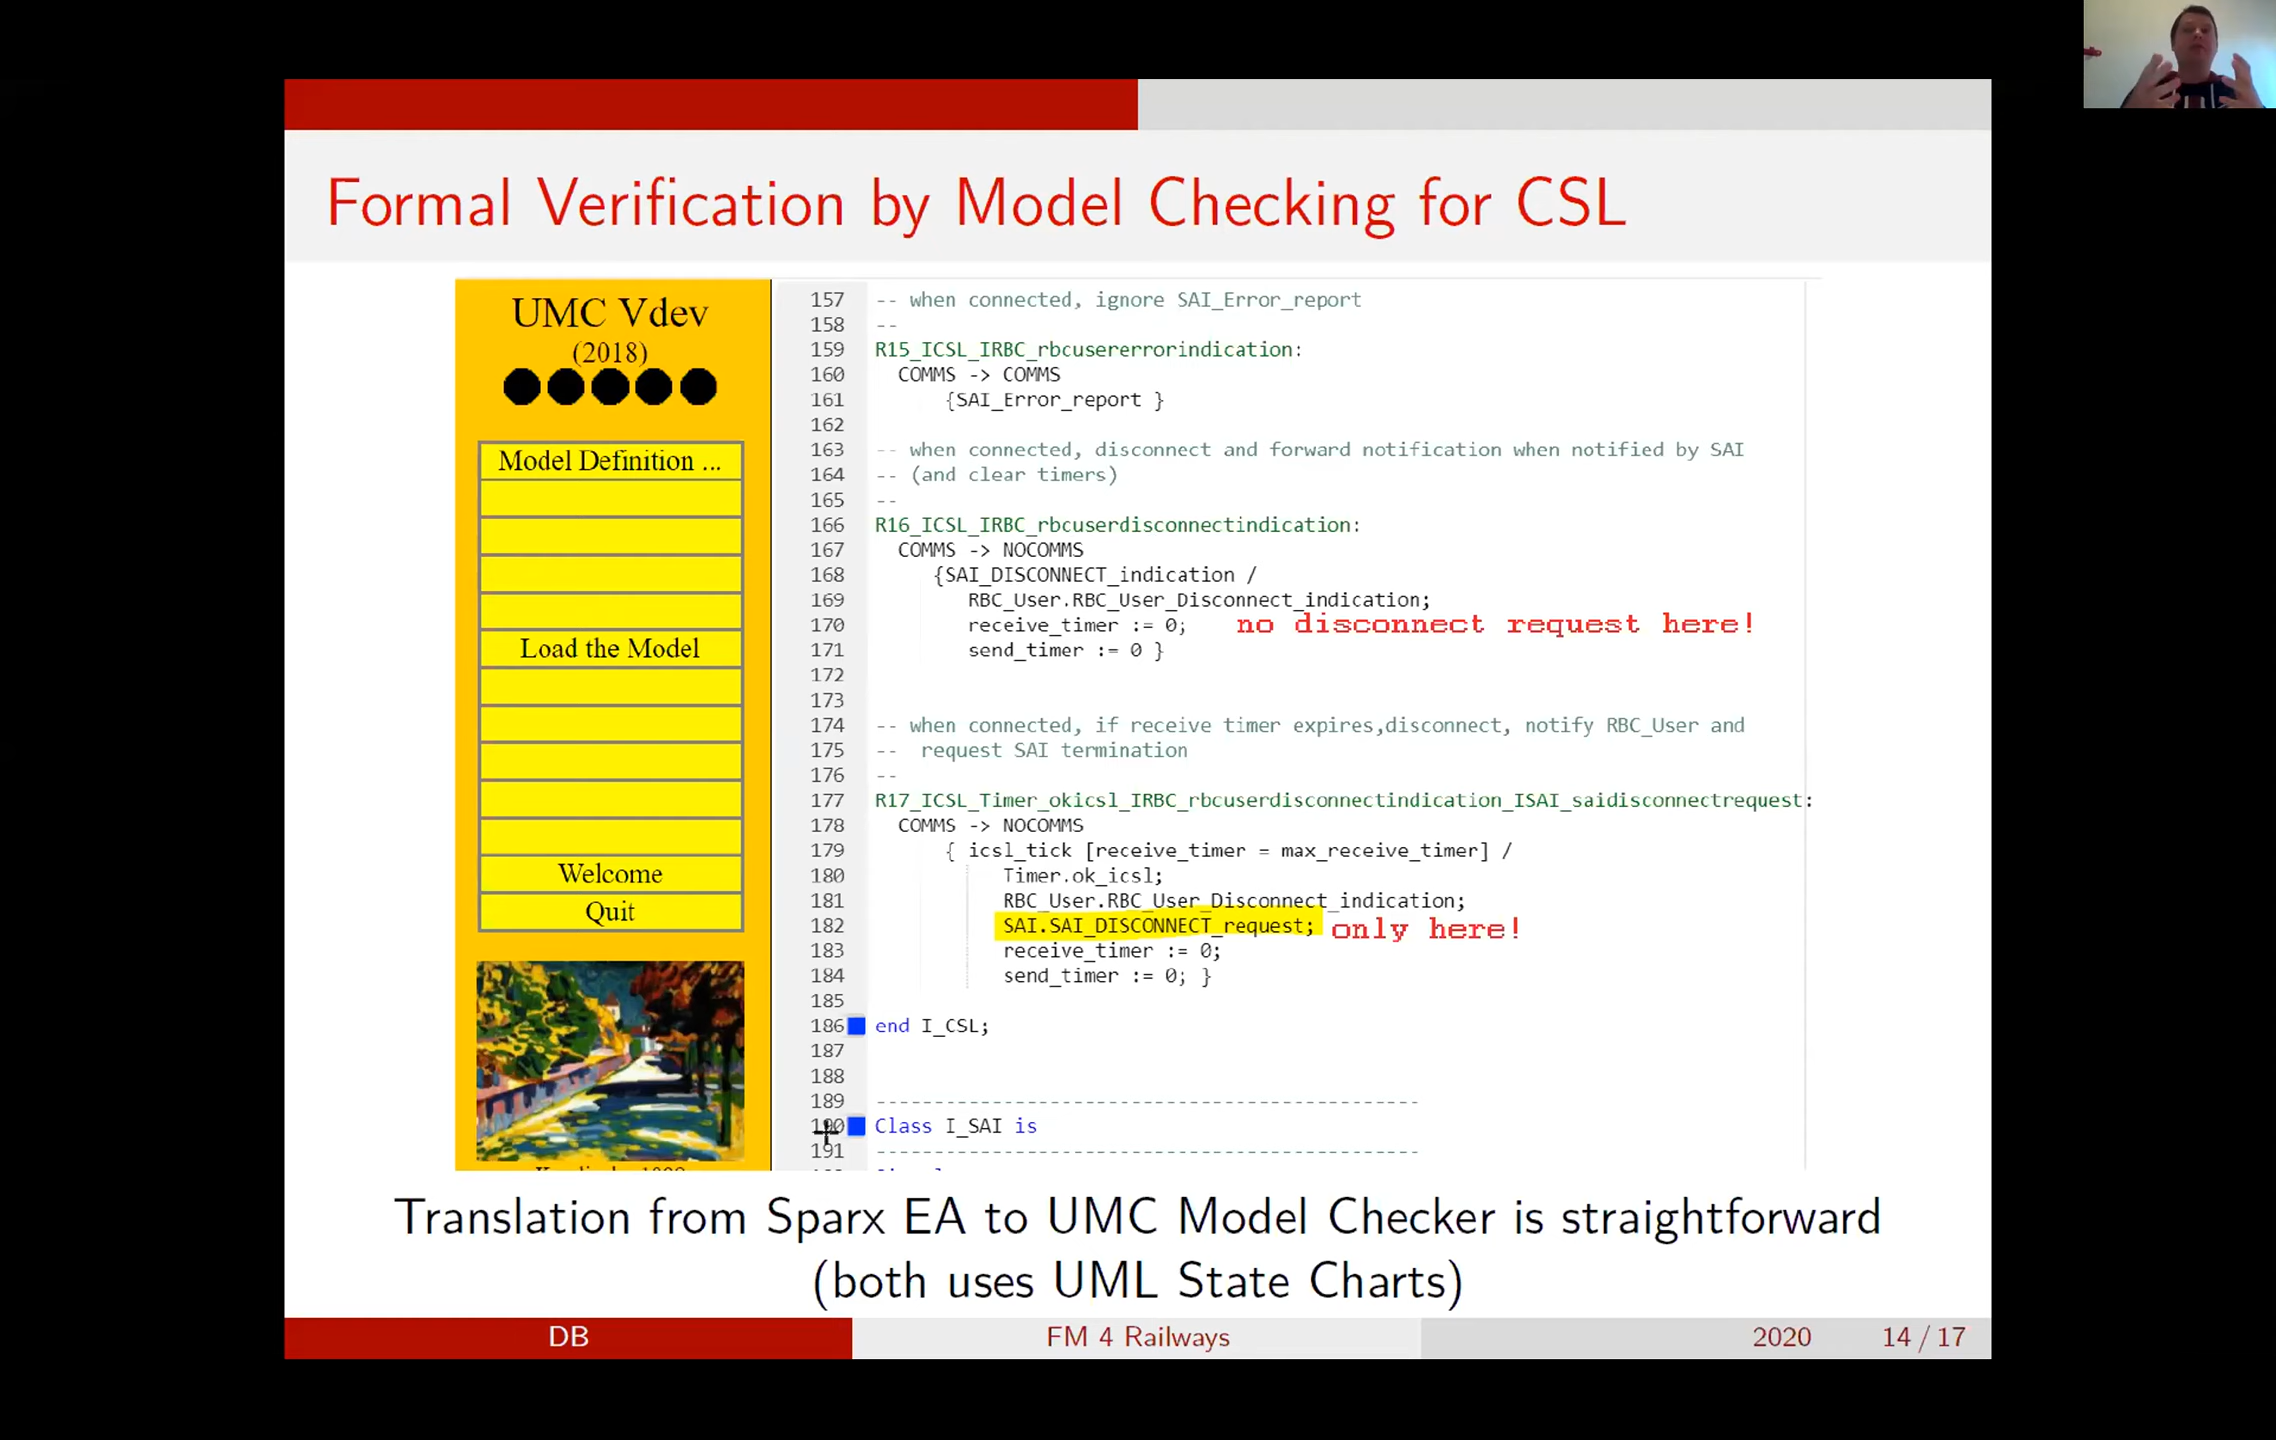 Formal Verification by Model Checking for CSL
UMC Vdev
(2018)
Model Definition ...
Load the Model
Welcome
Quit
157 -- when connected, ignore SAI_Error_report
158 --
159 R15_ICSL_IRBC_rbcusererrorindication:
160 COMMS -> COMMS
161 {SAI_Error_report }
162
163 -- when connected, disconnect and forward notification when notified by SAI
164 -- (and clear timers)
165 --
166 R16_ICSL_IRBC_rbcuserdisconnectindication:
167 COMMS -> NOCOMMS
168 {SAI_DISCONNECT_indication /
169 RBC_User.RBC_User_Disconnect_indication;
170 receive_timer := 0; no disconnect request here!
171 send_timer := 0 }
172
173
174 -- when connected, if receive timer expires,disconnect, notify RBC_User and
175 -- request SAI termination
176 --
177 R17_ICSL_Timer_okicsl_IRBC_rbcuserdisconnectindication_ISAI_saidisconnectrequest:
178 COMMS -> NOCOMMS
179 { icsl_tick [receive_timer = max_receive_timer] /
180 Timer.ok_icsl;
181 RBC_User.RBC_User_Disconnect_indication;
182 SAI.SAI_DISCONNECT_request; only here!
183 receive_timer := 0;
184 send_timer := 0; }
185
186 end I_CSL;
187
188
189 -----------------------------------------------
190 Class I_SAI is
191 -----------------------------------------------
Translation from Sparx EA to UMC Model Checker is straightforward
(both uses UML State Charts)
DB FM 4 Railways 2020 14 / 17